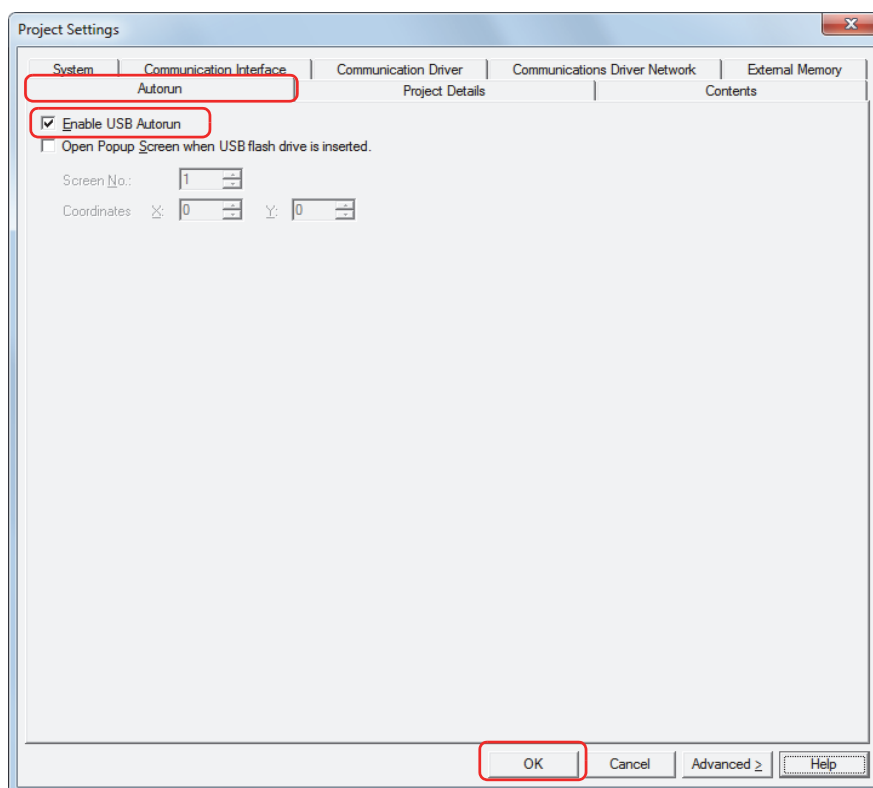 Project Settings
System Communication Interface Communication Driver Communications Driver Network External Memory
Autorun Project Details Contents
Enable USB Autorun
Open Popup Screen when USB flash drive is inserted.
Screen No.: 1
Coordinates X: 0 Y: 0
OK Cancel Advanced > Help